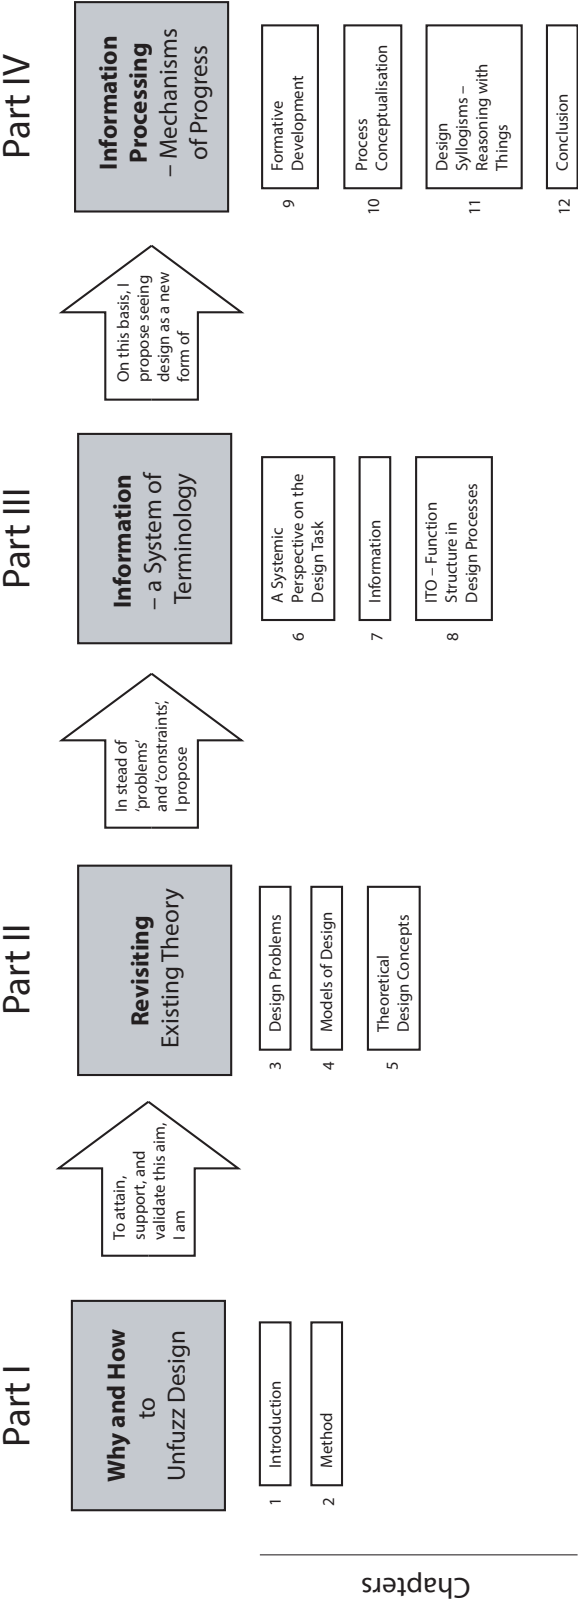 Part I
Why and How
to
Unfuzz Design
To attain,
support, and
validate this aim,
I am
Part II
Revisiting
Existing Theory
In stead of
‘problems’
and ‘constraints’,
I propose
Part III
Information
– a System of
Terminology
On this basis, I
propose seeing
design as a new
form of
Part IV
Information
Processing
– Mechanisms
of Progress
Chapters
1
Introduction
2
Method
3
Design Problems
4
Models of Design
5
Theoretical
Design Concepts
6
A Systemic
Perspective on the
Design Task
7
Information
8
ITO – Function
Structure in
Design Processes
9
Formative
Development
10
Process
Conceptualisation
11
Design
Syllogisms –
Reasoning with
Things
12
Conclusion